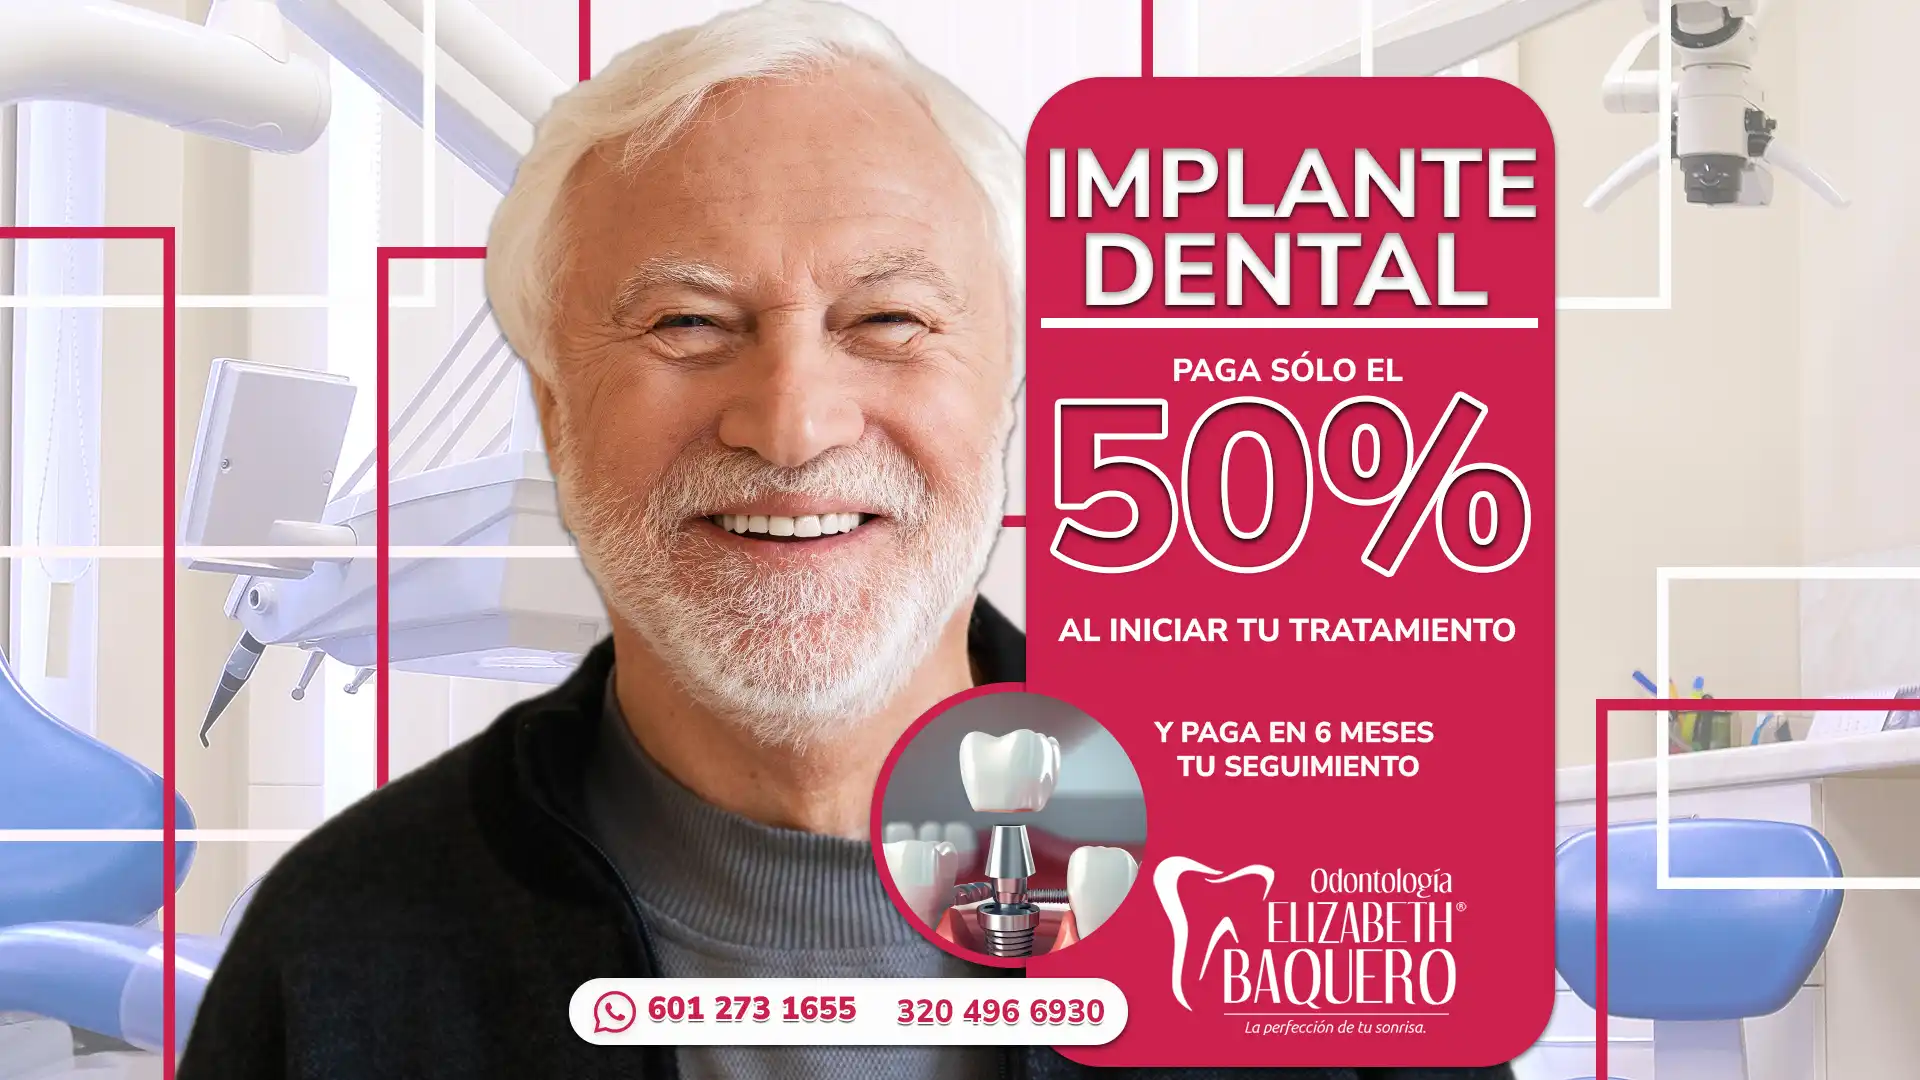 IMPLANTE
DENTAL
PAGA SÓLO EL
50%
AL INICIAR TU TRATAMIENTO
Y PAGA EN 6 MESES
TU SEGUIMIENTO
Odontología
ELIZABETH®
BAQUERO
La perfección de tu sonrisa.
601 273 1655 320 496 6930